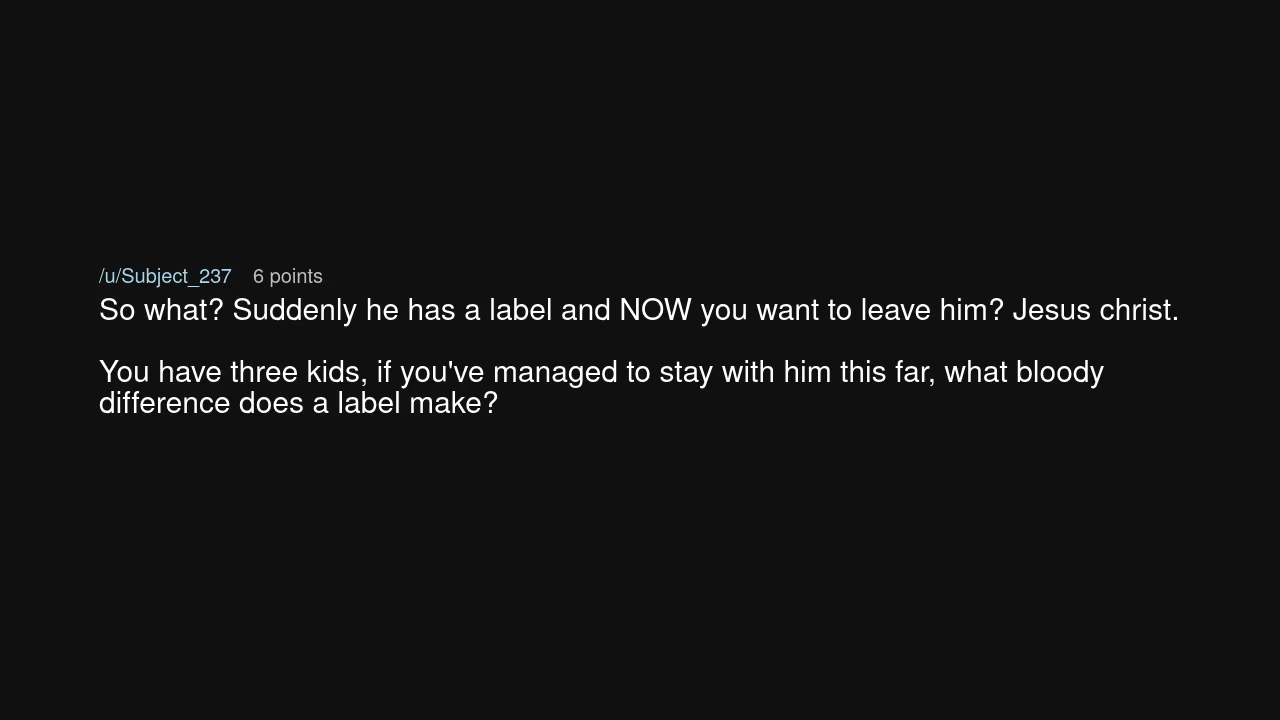 /u/Subject_237 6 points
So what? Suddenly he has a label and NOW you want to leave him? Jesus christ.
You have three kids, if you've managed to stay with him this far, what bloody
difference does a label make?